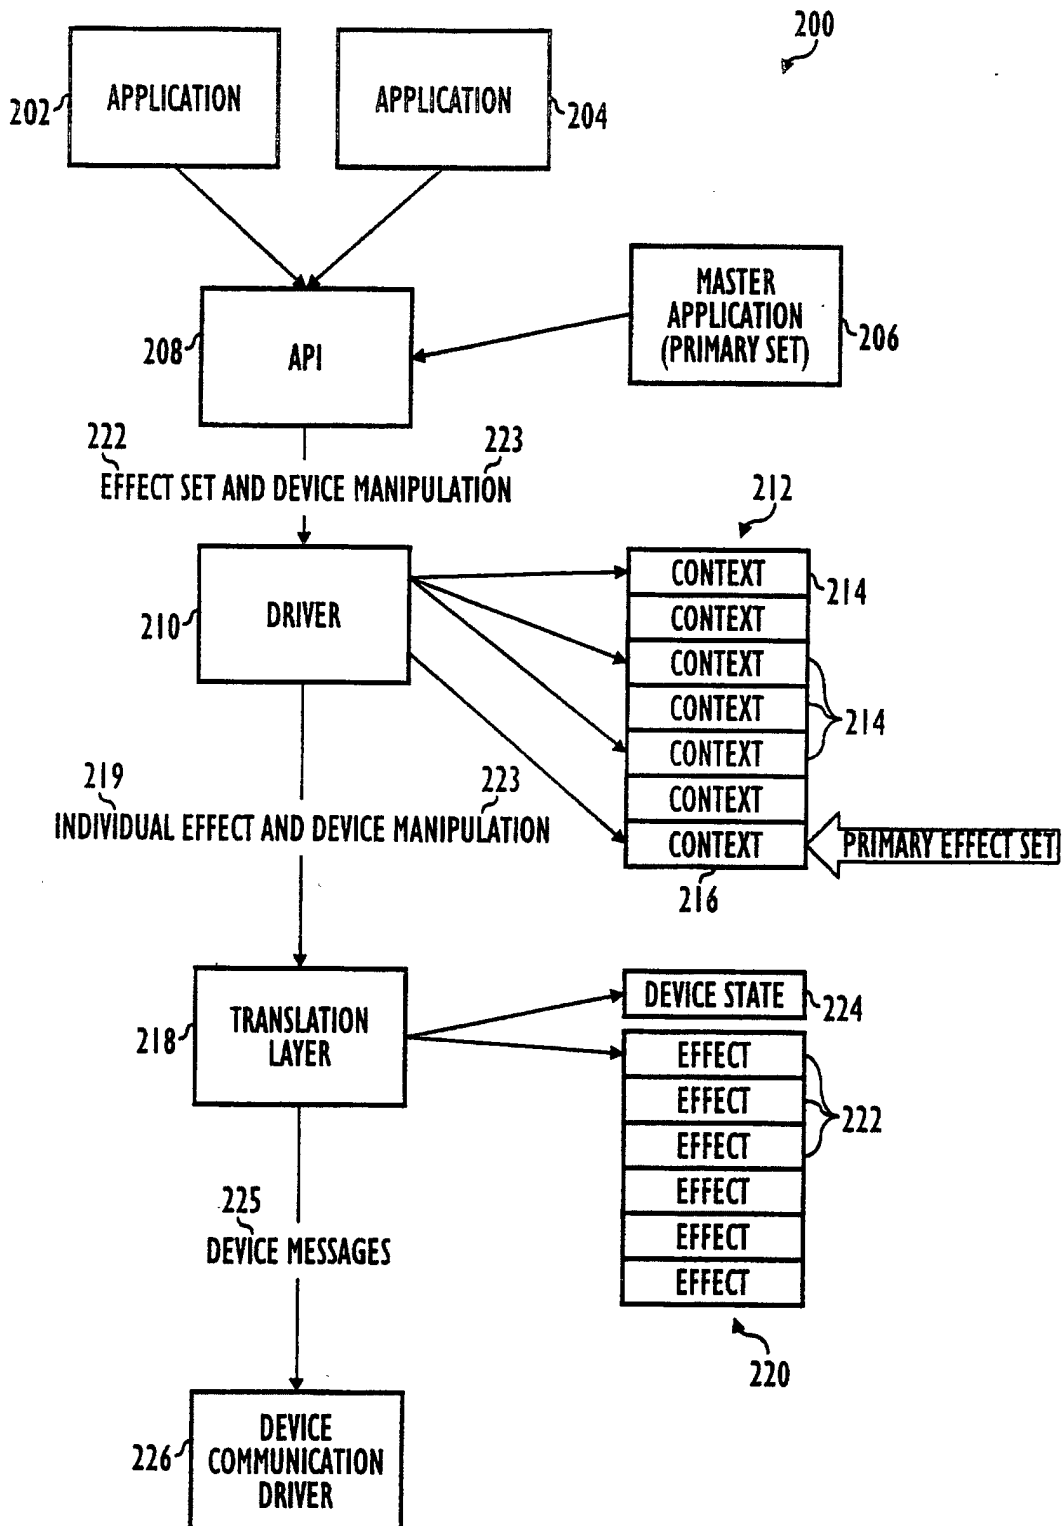 200
APPLICATION
202
APPLICATION
204
MASTER
APPLICATION
(PRIMARY SET)
206
208
API
222
223
EFFECT SET AND DEVICE MANIPULATION
212
210
DRIVER
CONTEXT
214
CONTEXT
CONTEXT
CONTEXT
214
CONTEXT
CONTEXT
CONTEXT
PRIMARY EFFECT SET
216
219
223
INDIVIDUAL EFFECT AND DEVICE MANIPULATION
218
TRANSLATION
LAYER
DEVICE STATE
224
EFFECT
EFFECT
222
EFFECT
EFFECT
EFFECT
EFFECT
220
225
DEVICE MESSAGES
226
DEVICE
COMMUNICATION
DRIVER